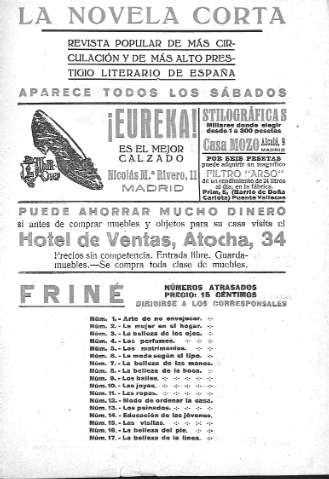 LA NOVELA CORTA
REVISTA POPULAR DE MÁS CIR-
CULACIÓN Y DE MÁS ALTO PRES-
TIGIO LITERARIO DE ESPAÑA
APARECE TODOS LOS SÁBADOS
¡EUREKA!
ES EL MEJOR
CALZADO
Nicolás M.ª Rivero, 11
MADRID
STILOGRÁFICAS
Millares donde elegir
desde 1 a 300 pesetas
Casa MOZO Alcalá, 9
MADRID
POR SEIS PESETAS
puede adquirir un magnífico
FILTRO "ARSO"
de un rendimiento de 24 litros
al día, en la fábrica.
Prim, 5, (Barrio de Doña
Carlota) Puente Vallecas
PUEDE AHORRAR MUCHO DINERO
si antes de comprar muebles y objetos para su casa visita el
Hotel de Ventas, Atocha, 34
Precios sin competencia. Entrada libre. Guarda-
muebles.—Se compra toda clase de muebles.
FRINÉ
NÚMEROS ATRASADOS
PRECIO: 15 CÉNTIMOS
DIRIGIRSE A LOS CORRESPONSALES
Núm. 1.-Arte de no envejecer.
Núm. 2.-La mujer en el hogar.
Núm. 3.-La belleza de los ojos.
Núm. 4.-Los perfumes.
Núm. 5.-Los matrimonios.
Núm. 6.-La moda según el tipo.
Núm. 7.-La belleza de las manos.
Núm. 8.-La belleza de la boca.
Núm. 9.-Los bailes.
Núm. 10.-Las joyas.
Núm. 11.-Las ropas.
Núm. 12.-Modo de ordenar la casa.
Núm. 13.-Los peinados.
Núm. 14.-Educación de las jóvenes.
Núm. 15.-Las visitas.
Núm. 16.-La belleza del pie.
Núm. 17.-La belleza de la línea.